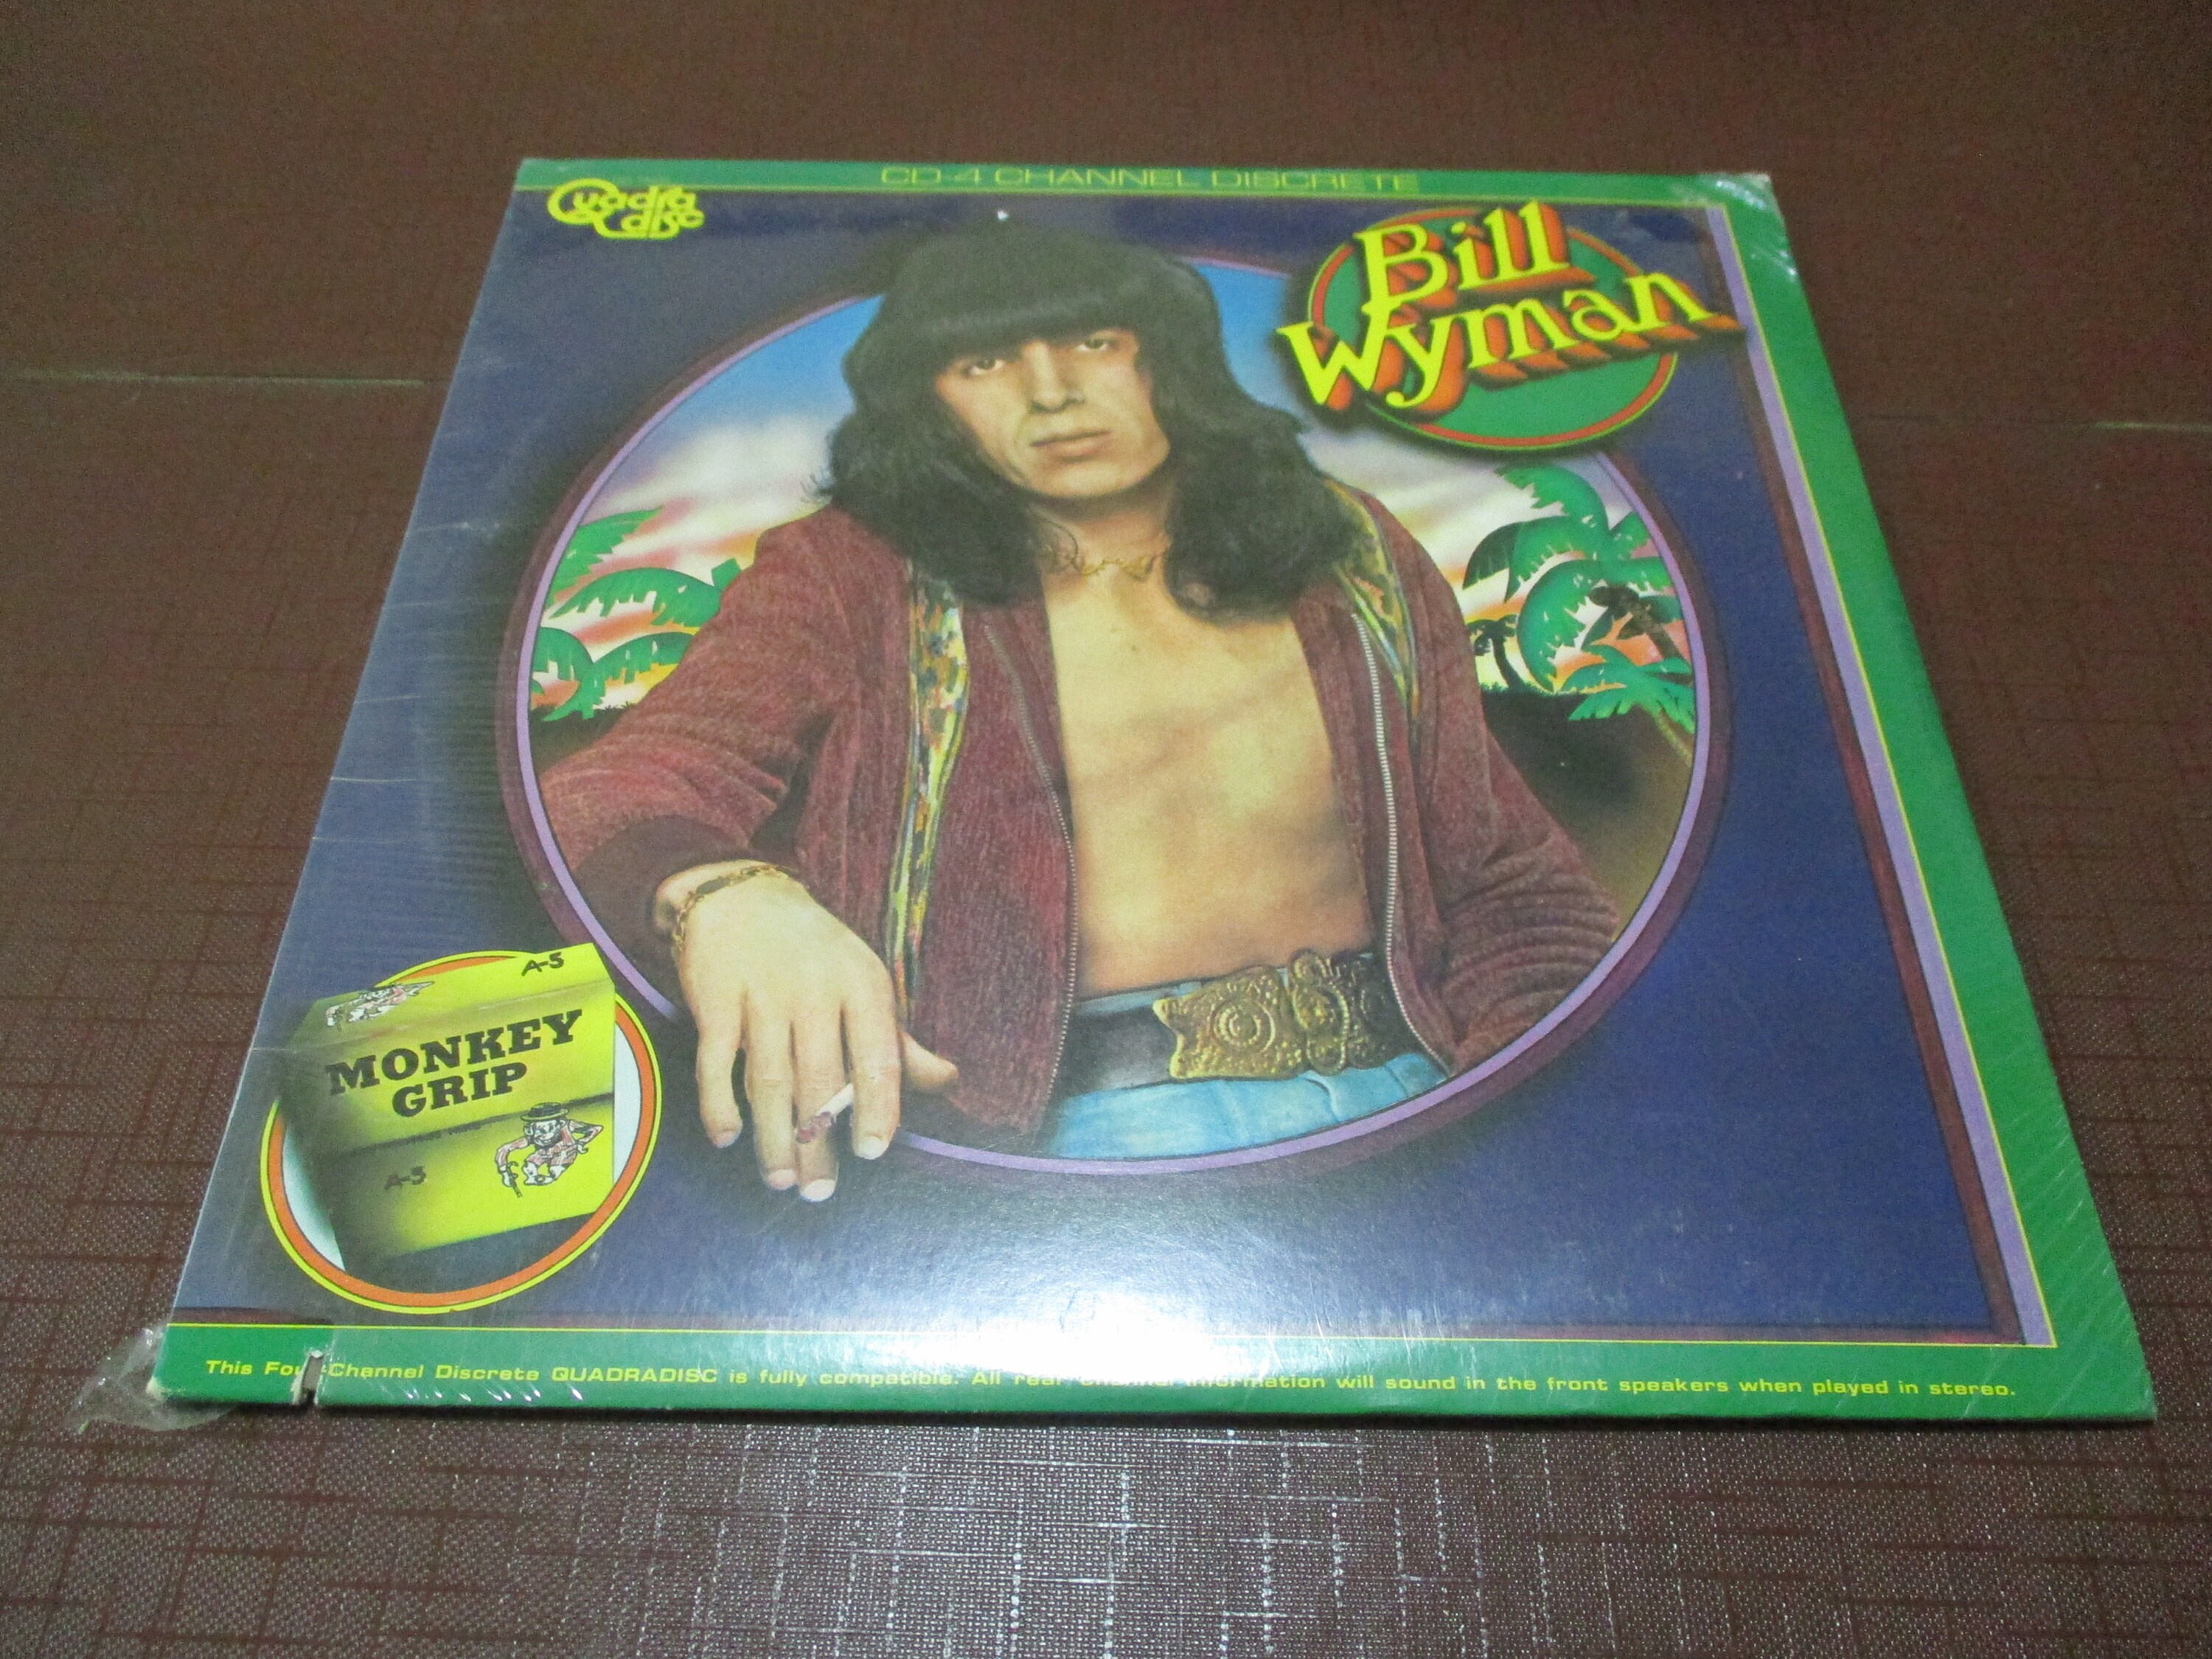 CD-4 CHANNEL DISCRETE
Quadradisc
Bill
Wyman
A-5
MONKEY
GRIP
A-5
This Four-Channel Discrete QUADRADISC is fully compatible. All rear channel information will sound in the front speakers when played in stereo.